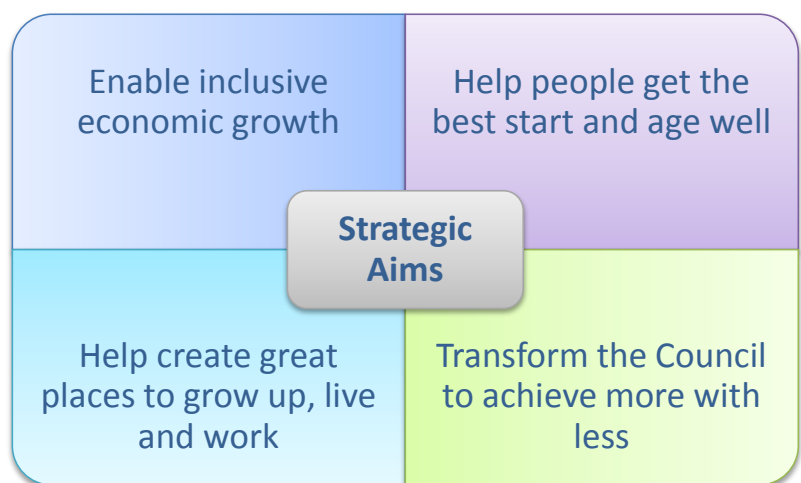 Enable inclusive
economic growth
Help people get the
best start and age well
Strategic
Aims
Help create great
places to grow up, live
and work
Transform the Council
to achieve more with
less